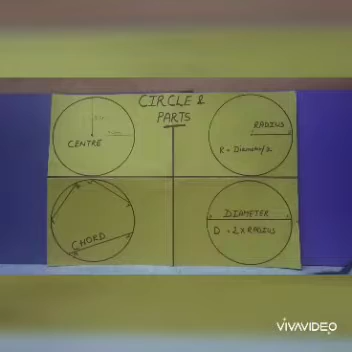 CIRCLE &
PARTS
CENTRE
RADIUS
R = Diameter/2
CHORD
DIAMETER
D = 2 X RADIUS
VIVAVIDEO